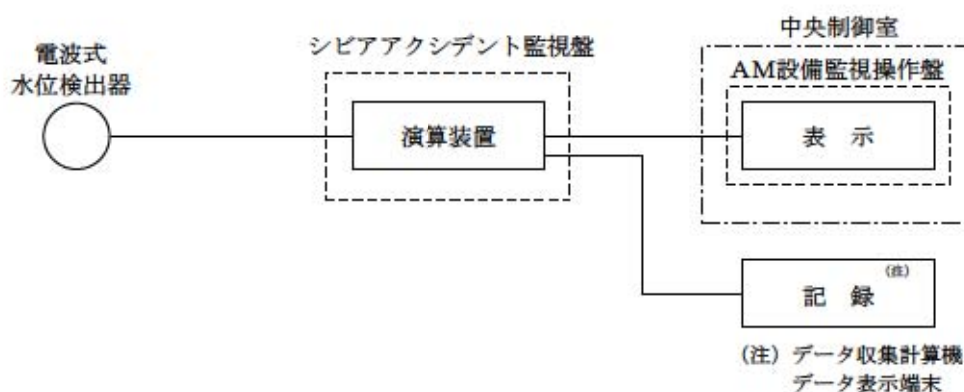 中央制御室
シビアアクシデント監視盤
電波式
水位検出器
AM設備監視操作盤
演算装置
表 示
記 録 (注)
(注) データ収集計算機
データ表示端末